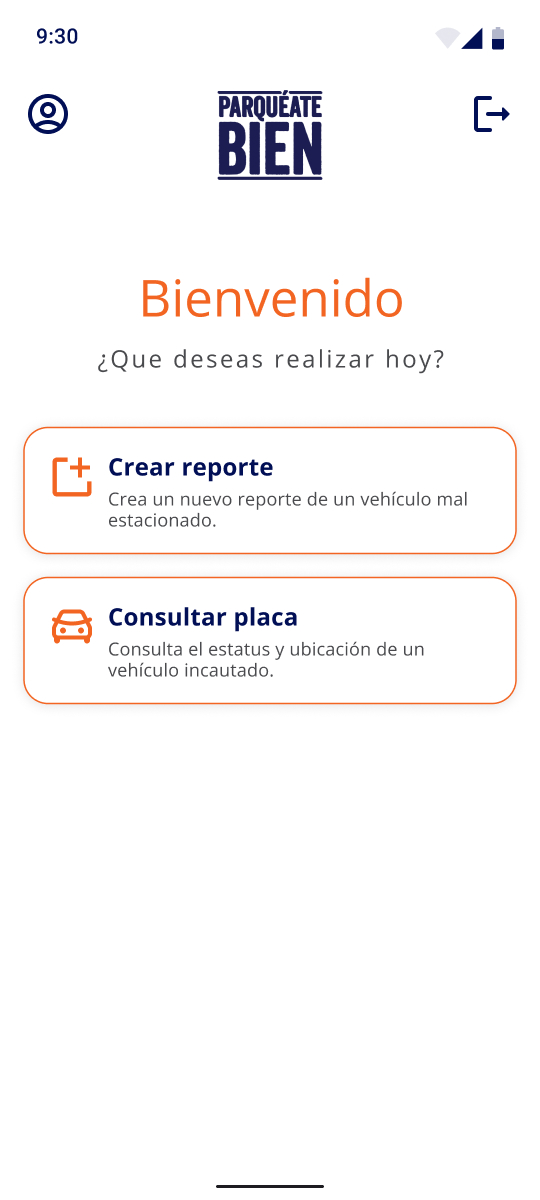 9:30
PARQUÉATE
BIEN
Bienvenido
¿Que deseas realizar hoy?
Crear reporte
Crea un nuevo reporte de un vehículo mal
estacionado.
Consultar placa
Consulta el estatus y ubicación de un
vehículo incautado.